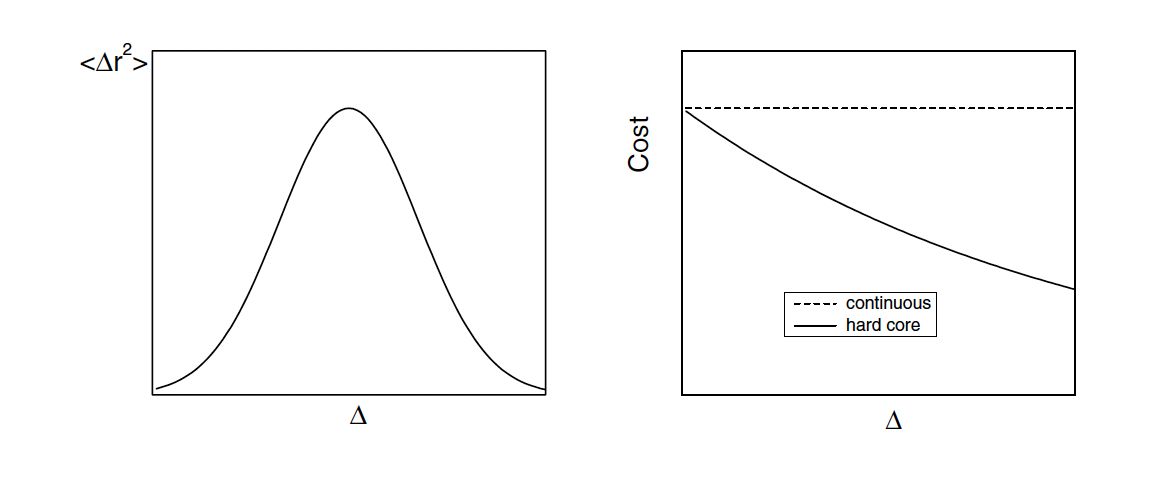 <Δr²>
Δ
Cost
continuous
hard core
Δ